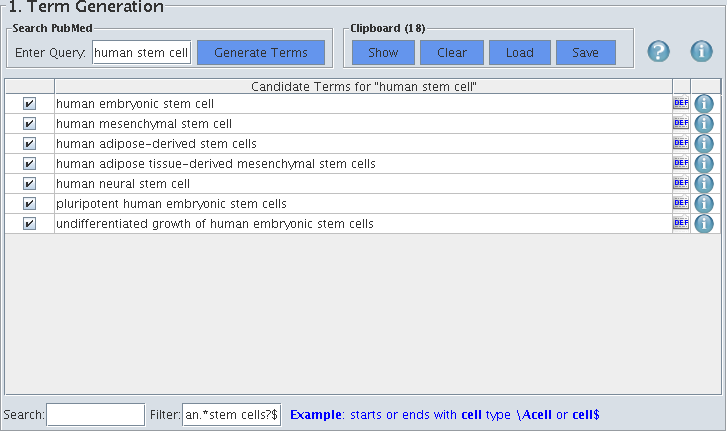 1. Term Generation
Search PubMed
Enter Query: human stem cell Generate Terms
Clipboard (18)
Show Clear Load Save
? i
Candidate Terms for "human stem cell"
human embryonic stem cell DEF i
human mesenchymal stem cell DEF i
human adipose-derived stem cells DEF i
human adipose tissue-derived mesenchymal stem cells DEF i
human neural stem cell DEF i
pluripotent human embryonic stem cells DEF i
undifferentiated growth of human embryonic stem cells DEF i
Search: Filter: an.*stem cells?$ Example: starts or ends with cell type \Acell or cell$